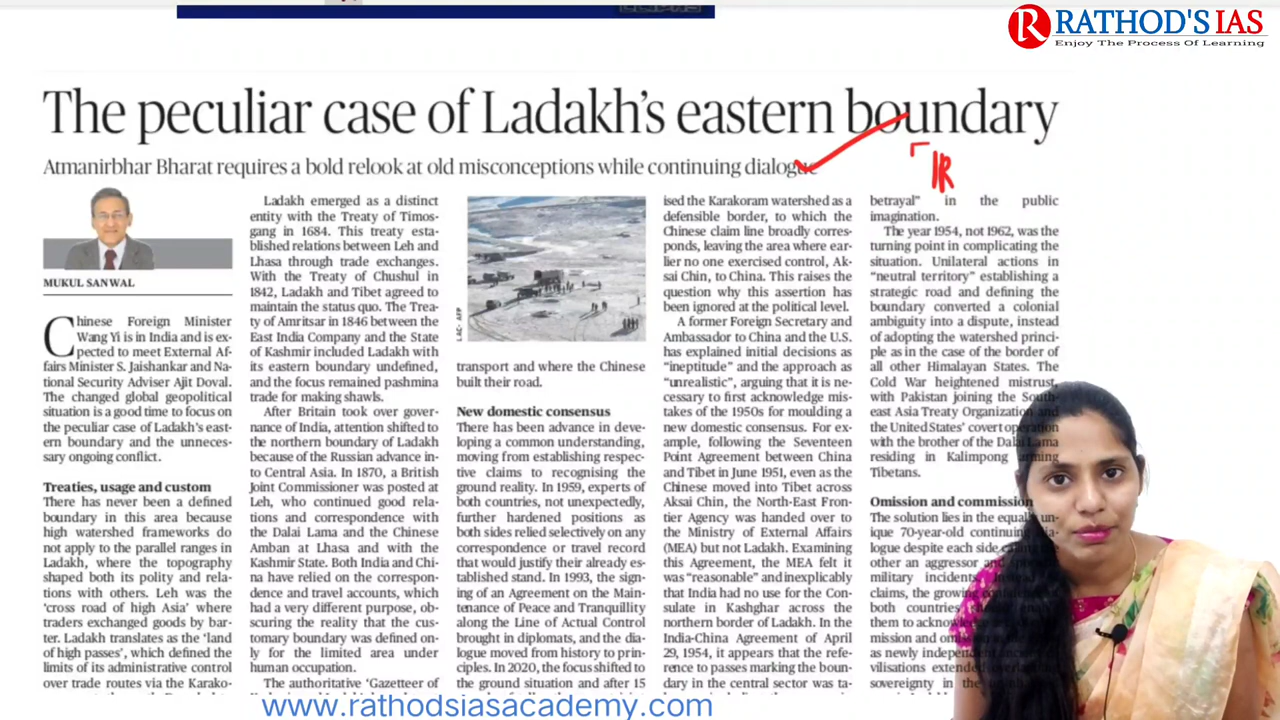 RATHOD'S IAS
Enjoy The Process Of Learning
The peculiar case of Ladakh's eastern boundary
Atmanirbhar Bharat requires a bold relook at old misconceptions while continuing dialogue
IR
MUKUL SANWAL
Chinese Foreign Minister
Wang Yi is in India and is ex-
pected to meet External Af-
fairs Minister S. Jaishankar and Na-
tional Security Adviser Ajit Doval.
The changed global geopolitical
situation is a good time to focus on
the peculiar case of Ladakh's east-
ern boundary and the unneces-
sary ongoing conflict.
Treaties, usage and custom
There has never been a defined
boundary in this area because
high watershed frameworks do
not apply to the parallel ranges in
Ladakh, where the topography
shaped both its polity and rela-
tions with others. Leh was the
'cross road of high Asia' where
traders exchanged goods by bar-
ter. Ladakh translates as the 'land
of high passes', which defined the
limits of its administrative control
over trade routes via the Karako-
Ladakh emerged as a distinct
entity with the Treaty of Timos-
gang in 1684. This treaty esta-
blished relations between Leh and
Lhasa through trade exchanges.
With the Treaty of Chushul in
1842, Ladakh and Tibet agreed to
maintain the status quo. The Trea-
ty of Amritsar in 1846 between the
East India Company and the State
of Kashmir included Ladakh with
its eastern boundary undefined,
and the focus remained pashmina
trade for making shawls.
After Britain took over gover-
nance of India, attention shifted to
the northern boundary of Ladakh
because of the Russian advance in-
to Central Asia. In 1870, a British
Joint Commissioner was posted at
Leh, who continued good rela-
tions and correspondence with
the Dalai Lama and the Chinese
Amban at Lhasa and with the
Kashmir State. Both India and Chi-
na have relied on the correspon-
dence and travel accounts, which
had a very different purpose, ob-
scuring the reality that the cus-
tomary boundary was defined on-
ly for the limited area under
human occupation.
The authoritative 'Gazetteer of
LAC- AFP
transport and where the Chinese
built their road.
New domestic consensus
There has been advance in deve-
loping a common understanding,
moving from establishing respec-
tive claims to recognising the
ground reality. In 1959, experts of
both countries, not unexpectedly,
further hardened positions as
both sides relied selectively on any
correspondence or travel record
that would justify their already es-
tablished stand. In 1993, the sign-
ing of an Agreement on the Main-
tenance of Peace and Tranquillity
along the Line of Actual Control
brought in diplomats, and the dia-
logue moved from history to prin-
ciples. In 2020, the focus shifted to
the ground situation and after 15
ised the Karakoram watershed as a
defensible border, to which the
Chinese claim line broadly corres-
ponds, leaving the area where ear-
lier no one exercised control, Ak-
sai Chin, to China. This raises the
question why this assertion has
been ignored at the political level.
A former Foreign Secretary and
Ambassador to China and the U.S.
has explained initial decisions as
"ineptitude" and the approach as
"unrealistic", arguing that it is ne-
cessary to first acknowledge mis-
takes of the 1950s for moulding a
new domestic consensus. For ex-
ample, following the Seventeen
Point Agreement between China
and Tibet in June 1951, even as the
Chinese moved into Tibet across
Aksai Chin, the North-East Fron-
tier Agency was handed over to
the Ministry of External Affairs
(MEA) but not Ladakh. Examining
this Agreement, the MEA felt it
was "reasonable" and inexplicably
that India had no use for the Con-
sulate in Kashghar across the
northern border of Ladakh. In the
India-China Agreement of April
29, 1954, it appears that the refe-
rence to passes marking the boun-
dary in the central sector was ta-
betrayal" in the public
imagination.
The year 1954, not 1962, was the
turning point in complicating the
situation. Unilateral actions in
"neutral territory" establishing a
strategic road and defining the
boundary converted a colonial
ambiguity into a dispute, instead
of adopting the watershed princi-
ple as in the case of the border of
all other Himalayan States. The
Cold War heightened mistrust,
with Pakistan joining the South-
east Asia Treaty Organization and
the United States' covert operation
with the brother of the Dalai Lama
residing in Kalimpong arming
Tibetans.
Omission and commission
The solution lies in the equally un-
ique 70-year-old continuing dia-
logue despite each side
other an aggressor and
military incidents.
claims, the growing
both countries
them to acknow
mission and
as newly indepen
vilisations extended
sovereignty in the
www.rathodsiasacademy.com